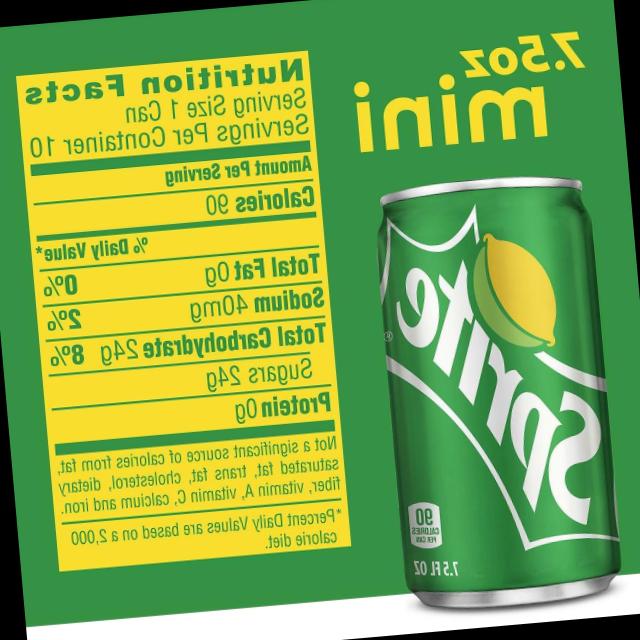 7.5oz
mini
Nutrition Facts
Serving Size 1 Can
Servings Per Container 10
Amount Per Serving
Calories 90
% Daily Value*
Total Fat 0g 0%
Sodium 40mg 2%
Total Carbohydrate 24g 8%
Sugars 24g
Protein 0g
Not a significant source of calories from fat,
saturated fat, trans fat, cholesterol, dietary
fiber, vitamin A, vitamin C, calcium and iron.
*Percent Daily Values are based on a 2,000
calorie diet.
Sprite
®
90
CALORIES
PER CAN
7.5 FL OZ